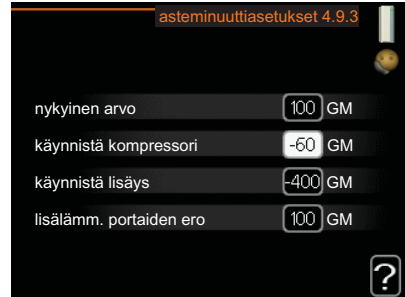 asteminuuttiasetukset 4.9.3
nykyinen arvo 100 GM
käynnistä kompressori -60 GM
käynnistä lisäys -400 GM
lisälämm. portaiden ero 100 GM
?